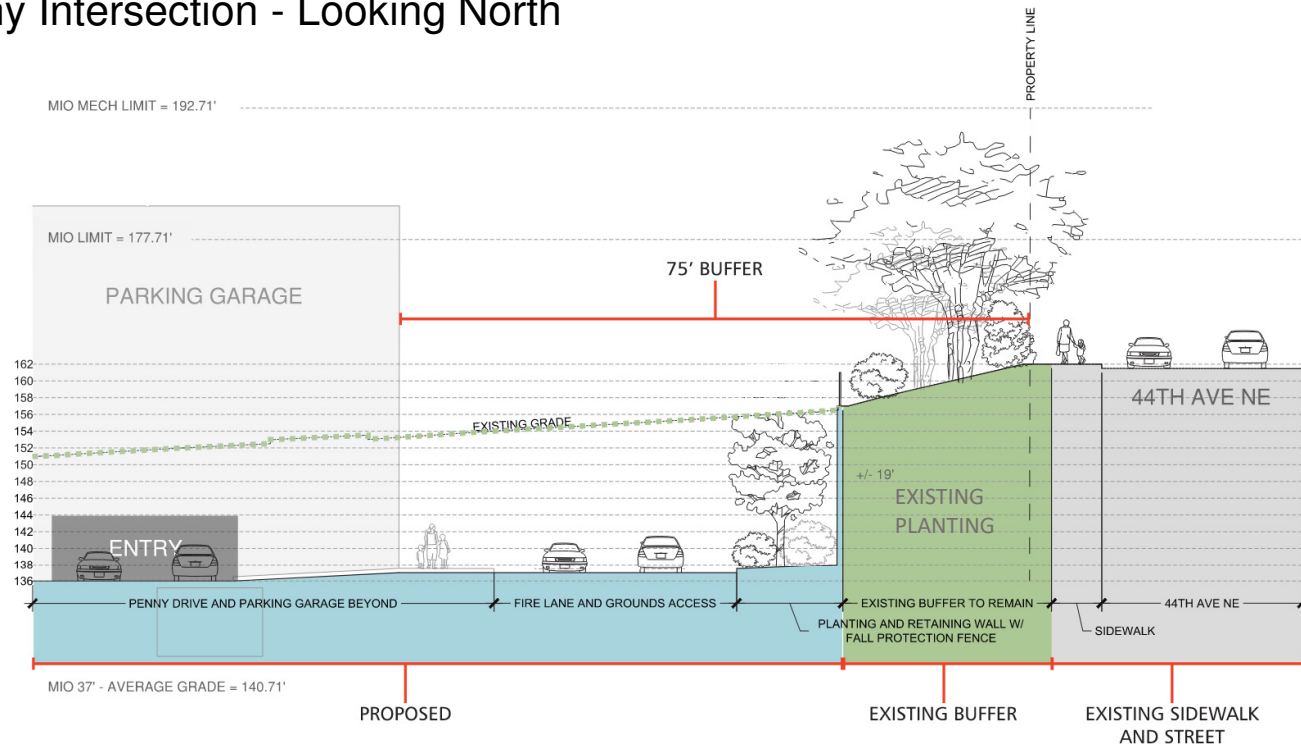 ny Intersection - Looking North
PROPERTY LINE
MIO MECH LIMIT = 192.71'
MIO LIMIT = 177.71'
75' BUFFER
PARKING GARAGE
162
160
158
156
154
152
150
148
146
144
142
140
138
136
EXISTING GRADE
44TH AVE NE
+/- 19'
EXISTING
PLANTING
ENTRY
PENNY DRIVE AND PARKING GARAGE BEYOND
FIRE LANE AND GROUNDS ACCESS
PLANTING AND RETAINING WALL W/
FALL PROTECTION FENCE
EXISTING BUFFER TO REMAIN
SIDEWALK
44TH AVE NE
MIO 37' - AVERAGE GRADE = 140.71'
PROPOSED
EXISTING BUFFER
EXISTING SIDEWALK
AND STREET